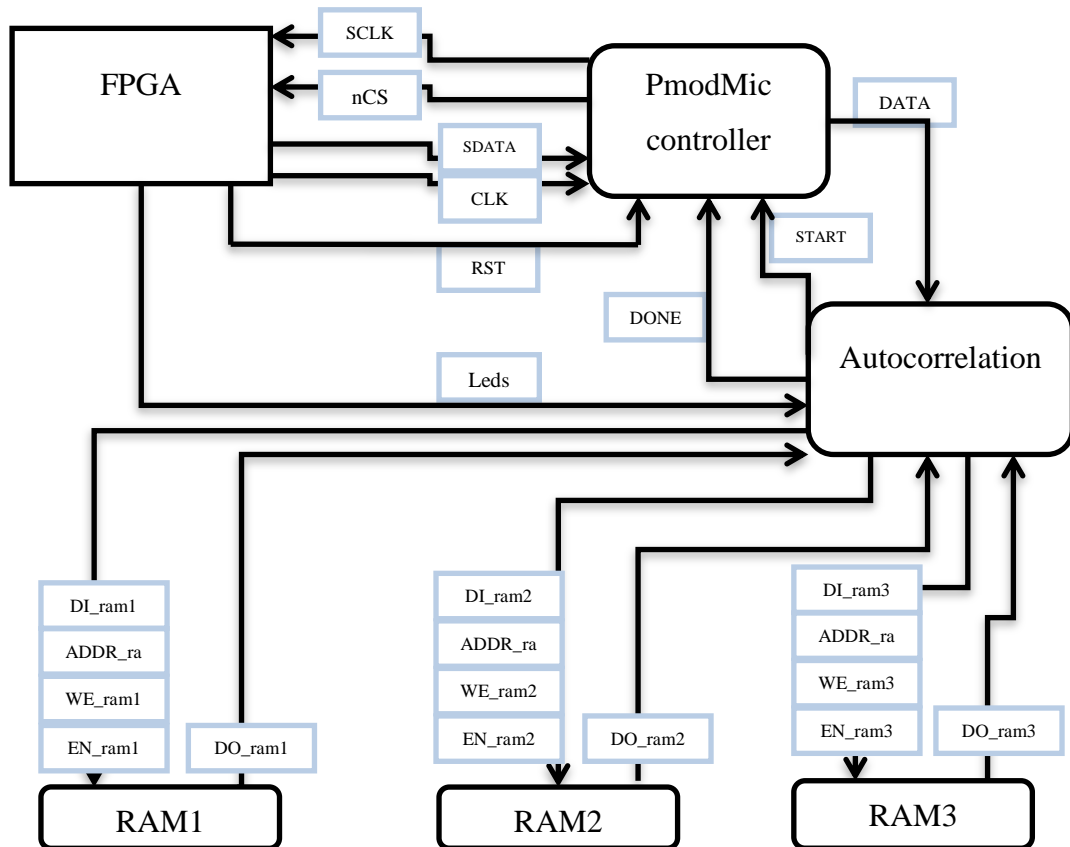 SCLK
FPGA
nCS
PmodMic
controller
DATA
SDATA
CLK
START
RST
DONE
Autocorrelation
Leds
DI_ram1
ADDR_ra
WE_ram1
EN_ram1
DO_ram1
DI_ram2
ADDR_ra
WE_ram2
EN_ram2
DO_ram2
DI_ram3
ADDR_ra
WE_ram3
EN_ram3
DO_ram3
RAM1
RAM2
RAM3